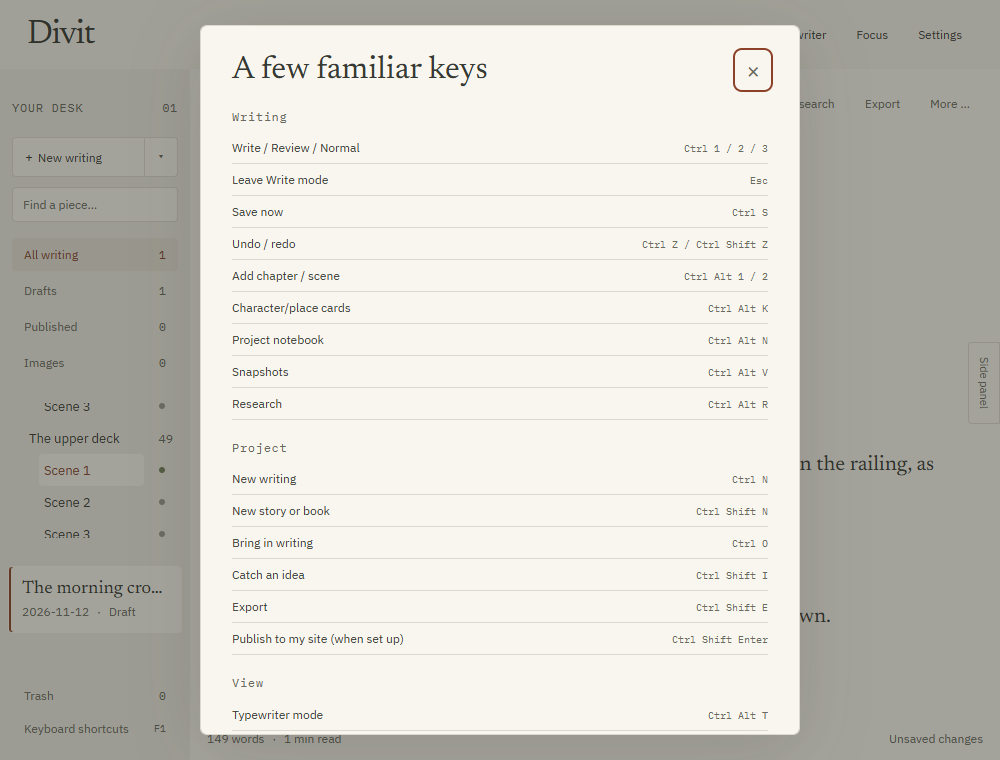 Divit
writer
Focus
Settings
YOUR DESK 01
+ New writing
Find a piece...
All writing 1
Drafts 1
Published 0
Images 0
Scene 3
The upper deck 49
Scene 1
Scene 2
Scene 3
The morning cro...
2026-11-12 · Draft
Trash 0
Keyboard shortcuts F1
A few familiar keys
×
Writing
Write / Review / Normal Ctrl 1 / 2 / 3
Leave Write mode Esc
Save now Ctrl S
Undo / redo Ctrl Z / Ctrl Shift Z
Add chapter / scene Ctrl Alt 1 / 2
Character/place cards Ctrl Alt K
Project notebook Ctrl Alt N
Snapshots Ctrl Alt V
Research Ctrl Alt R
Project
New writing Ctrl N
New story or book Ctrl Shift N
Bring in writing Ctrl O
Catch an idea Ctrl Shift I
Export Ctrl Shift E
Publish to my site (when set up) Ctrl Shift Enter
View
Typewriter mode Ctrl Alt T
search
Export
More ...
Side panel
n the railing, as
wn.
149 words · 1 min read
Unsaved changes